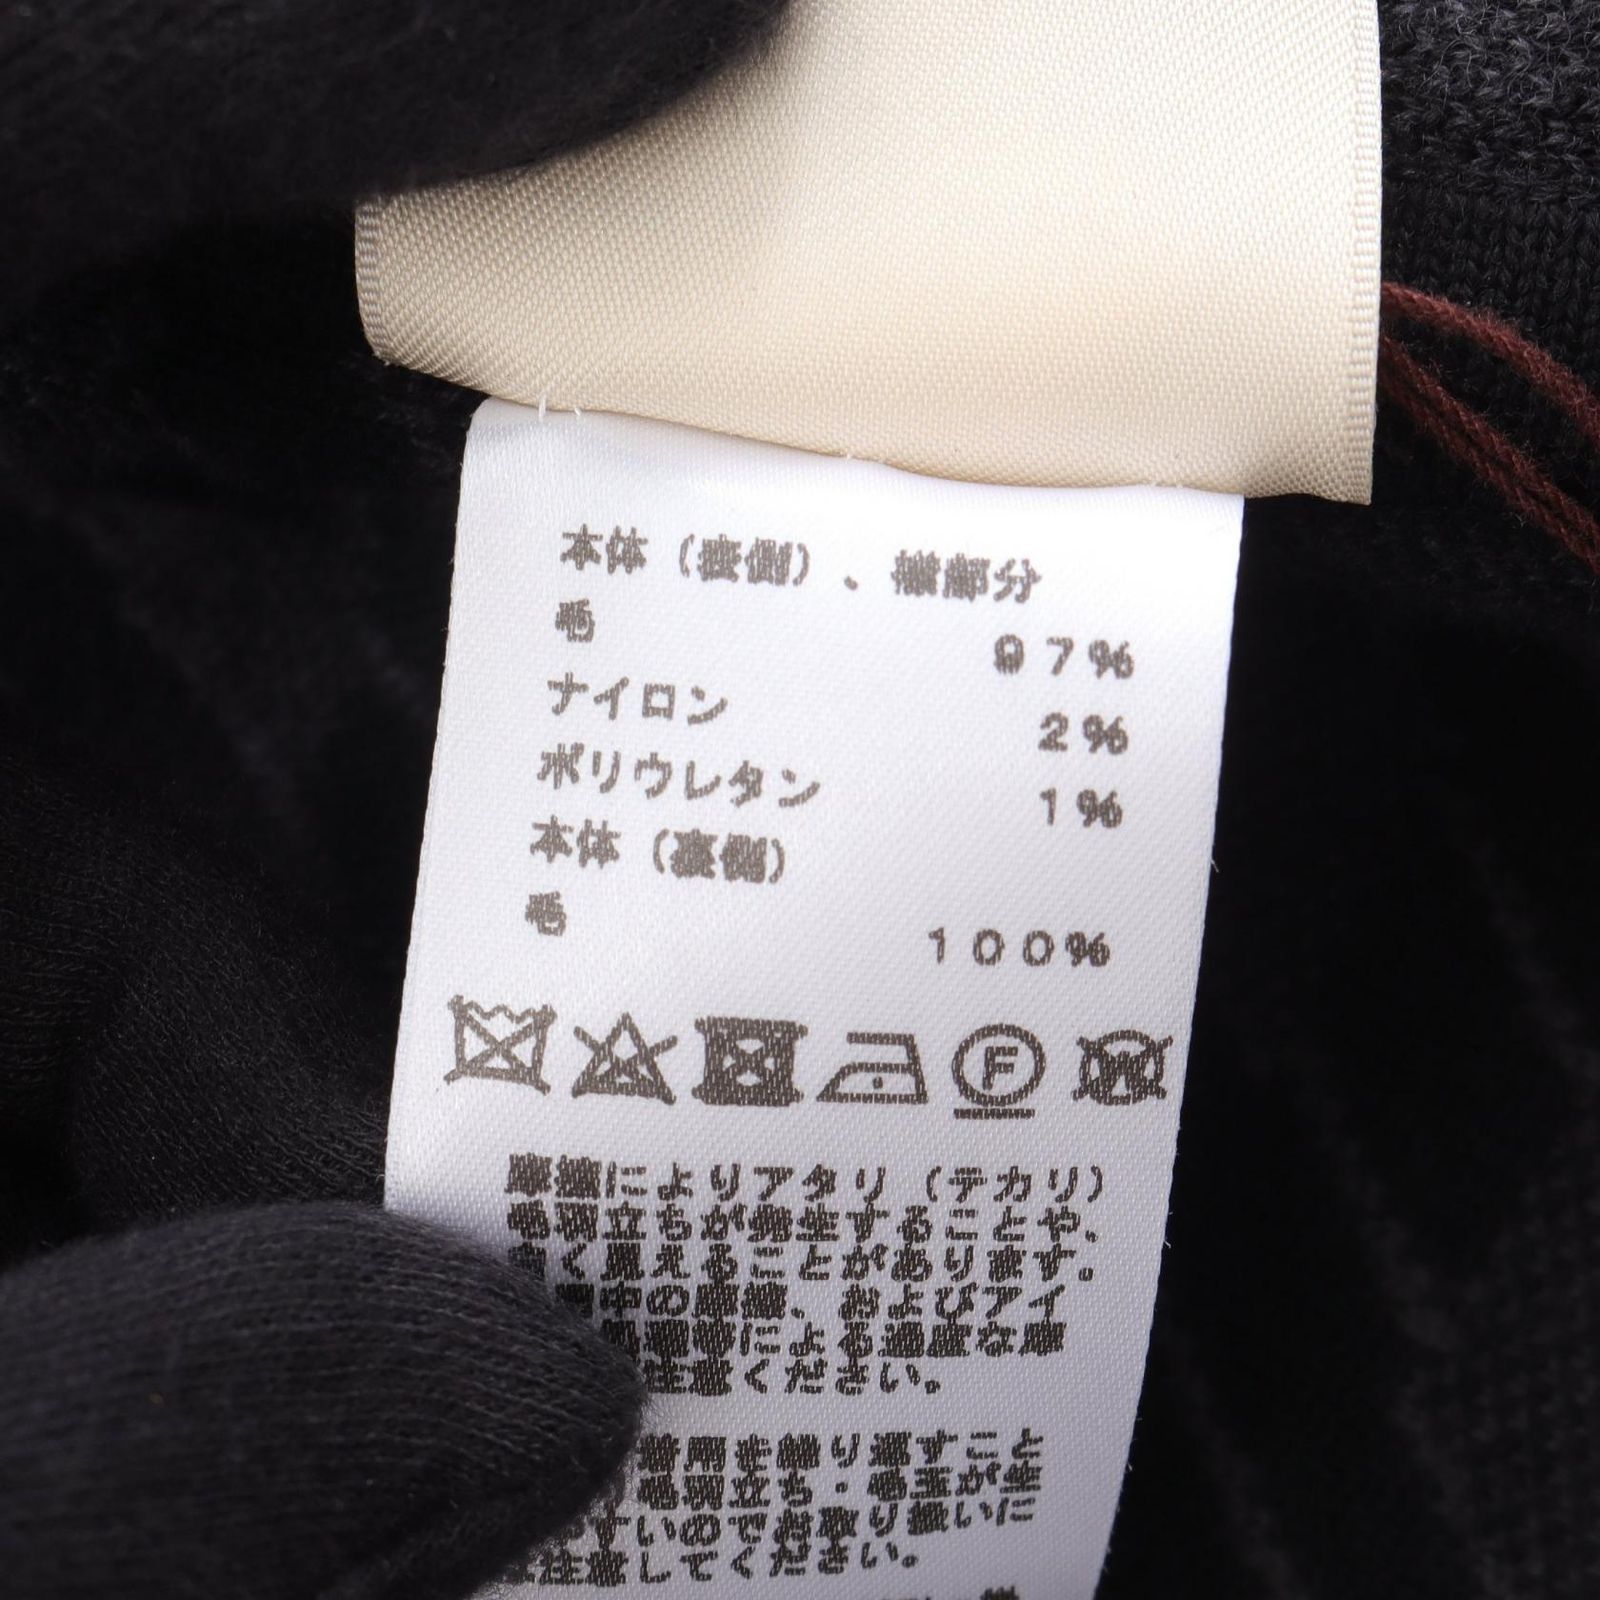 本体（表側）、襟部分
毛 97%
ナイロン 2%
ポリウレタン 1%
本体（裏側）
毛 100%
F
W
摩擦によりアタリ（テカリ）
毛羽立ちが発生することや、
く見えることがあります。
中の摩擦、およびアイ
処理等による過度な摩
注意ください。
着用を繰り返すこと
毛羽立ち・毛玉が生
やすいのでお取り扱いに
注意してください。